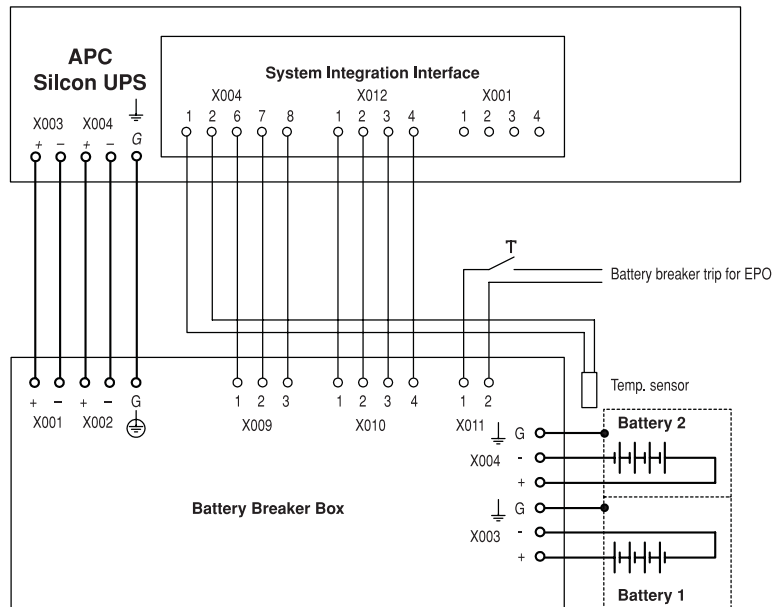 APC
Silcon UPS
System Integration Interface
X004 X012 X001
1 2 6 7 8 1 2 3 4 1 2 3 4
X003 X004
+ − + − G
Battery breaker trip for EPO
Temp. sensor
+ − + − G 1 2 3 1 2 3 4 1 2
X001 X002 X009 X010 X011
Battery 2
G
X004 -
+
Battery Breaker Box
G
X003 -
+
Battery 1